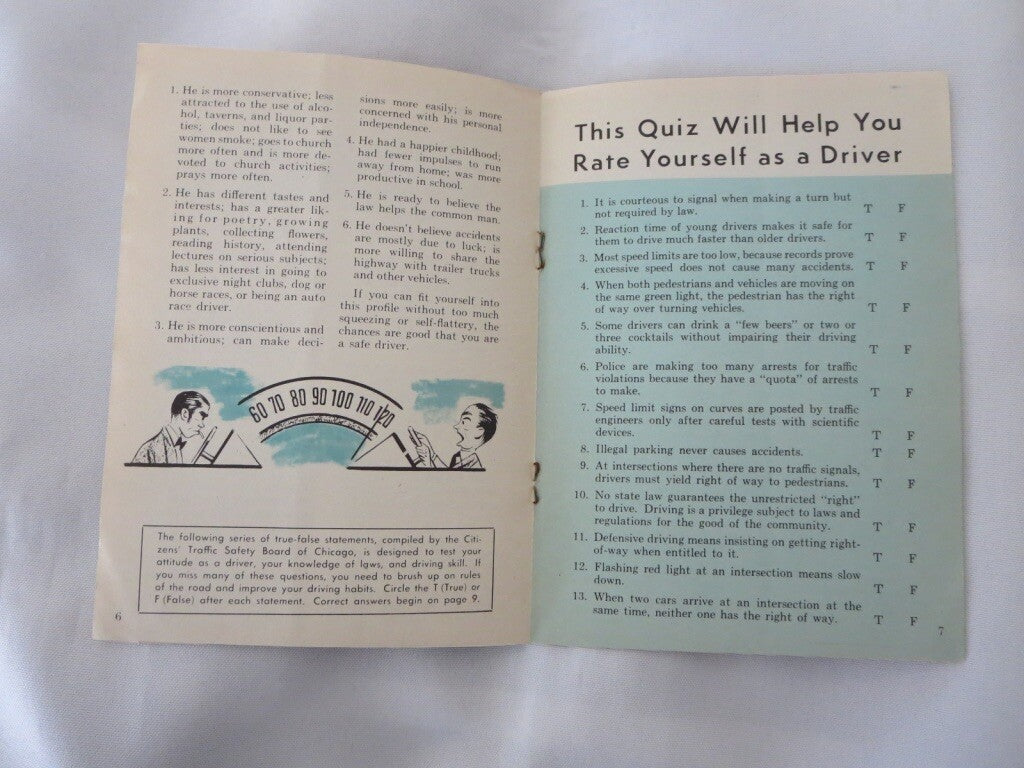 1. He is more conservative; less
attracted to the use of alco-
hol, taverns, and liquor par-
ties; does not like to see
women smoke; goes to church
more often and is more de-
voted to church activities;
prays more often.
2. He has different tastes and
interests; has a greater lik-
ing for poetry, growing
plants, collecting flowers,
reading history, attending
lectures on serious subjects;
has less interest in going to
exclusive night clubs, dog or
horse races, or being an auto
race driver.
3. He is more conscientious and
ambitious; can make deci-
sions more easily; is more
concerned with his personal
independence.
4. He had a happier childhood;
had fewer impulses to run
away from home; was more
productive in school.
5. He is ready to believe the
law helps the common man.
6. He doesn't believe accidents
are mostly due to luck; is
more willing to share the
highway with trailer trucks
and other vehicles.
If you can fit yourself into
this profile without too much
squeezing or self-flattery, the
chances are good that you are
a safe driver.
60 70 80 90 100 110 120
The following series of true-false statements, compiled by the Citi-
zens' Traffic Safety Board of Chicago, is designed to test your
attitude as a driver, your knowledge of laws, and driving skill. If
you miss many of these questions, you need to brush up on rules
of the road and improve your driving habits. Circle the T (True) or
F (False) after each statement. Correct answers begin on page 9.
6
This Quiz Will Help You
Rate Yourself as a Driver
1. It is courteous to signal when making a turn but
not required by law. T F
2. Reaction time of young drivers makes it safe for
them to drive much faster than older drivers. T F
3. Most speed limits are too low, because records prove
excessive speed does not cause many accidents. T F
4. When both pedestrians and vehicles are moving on
the same green light, the pedestrian has the right
of way over turning vehicles. T F
5. Some drivers can drink a "few beers" or two or
three cocktails without impairing their driving
ability. T F
6. Police are making too many arrests for traffic
violations because they have a "quota" of arrests
to make. T F
7. Speed limit signs on curves are posted by traffic
engineers only after careful tests with scientific
devices. T F
8. Illegal parking never causes accidents. T F
9. At intersections where there are no traffic signals,
drivers must yield right of way to pedestrians. T F
10. No state law guarantees the unrestricted "right"
to drive. Driving is a privilege subject to laws and
regulations for the good of the community. T F
11. Defensive driving means insisting on getting right-
of-way when entitled to it. T F
12. Flashing red light at an intersection means slow
down. T F
13. When two cars arrive at an intersection at the
same time, neither one has the right of way. T F
7